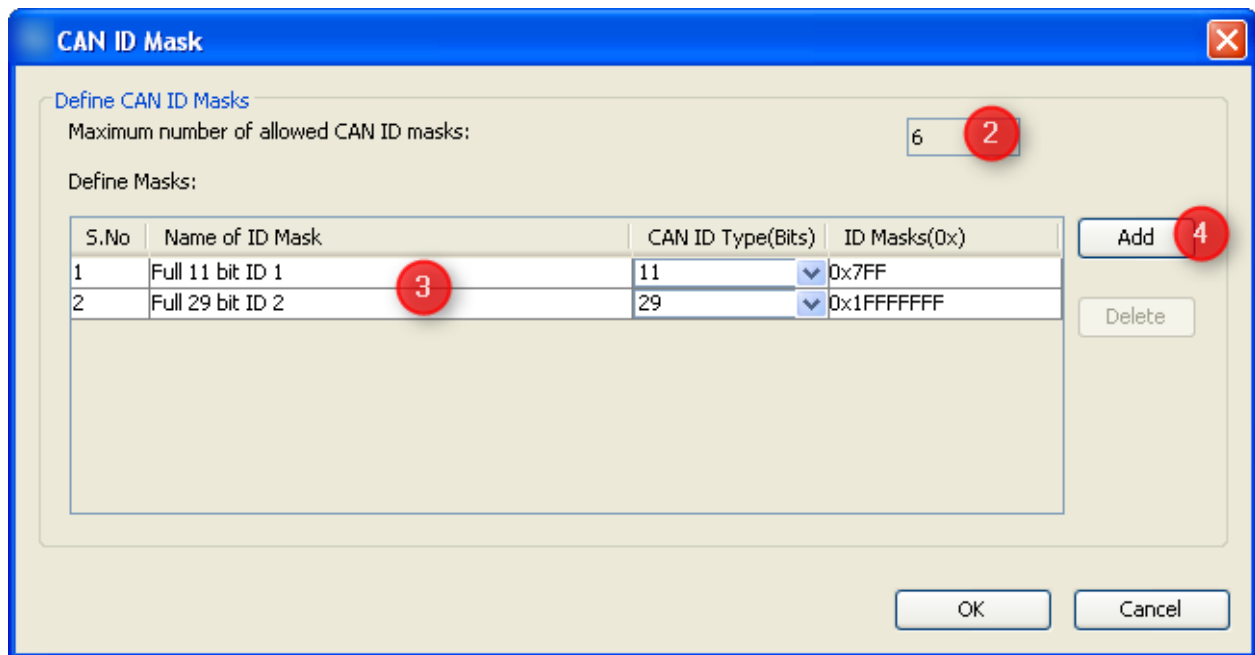 CAN ID Mask
Define CAN ID Masks
Maximum number of allowed CAN ID masks: 6 2
Define Masks:
S.No Name of ID Mask CAN ID Type(Bits) ID Masks(0x) Add 4
1 Full 11 bit ID 1 11 0x7FF
3
2 Full 29 bit ID 2 29 0x1FFFFFFF
Delete
OK Cancel